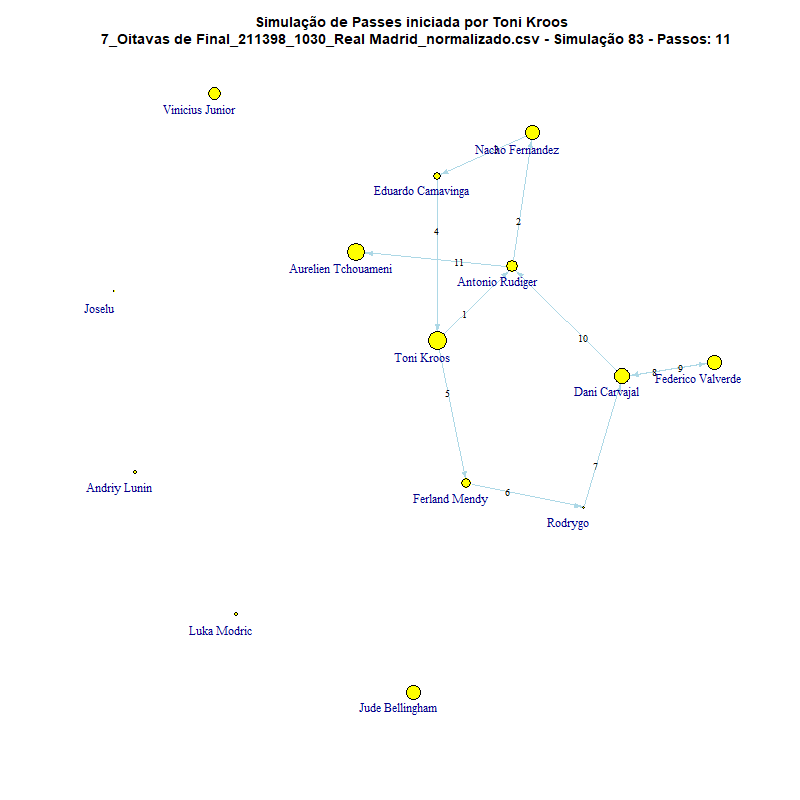 Simulação de Passes iniciada por Toni Kroos
7_Oitavas de Final_211398_1030_Real Madrid_normalizado.csv - Simulação 83 - Passos: 11
Vinicius Junior
Nacho Fernandez
3
Eduardo Camavinga
2
4
Aurelien Tchouameni
11
Antonio Rudiger
Joselu
1
10
Toni Kroos
Federico Valverde
8
9
Dani Carvajal
5
7
Andriy Lunin
Ferland Mendy
6
Rodrygo
Luka Modric
Jude Bellingham